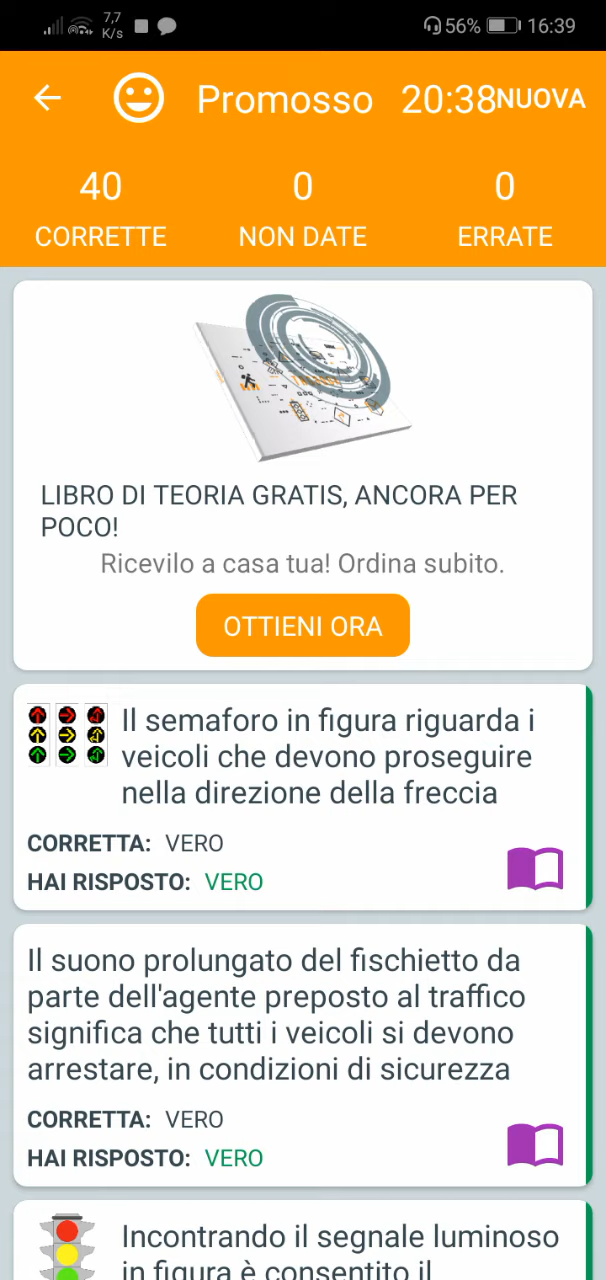 7,7
K/s
56%
16:39
Promosso
20:38
NUOVA
40
0
0
CORRETTE
NON DATE
ERRATE
LIBRO DI TEORIA GRATIS, ANCORA PER
POCO!
Ricevilo a casa tua! Ordina subito.
OTTIENI ORA
Il semaforo in figura riguarda i
veicoli che devono proseguire
nella direzione della freccia
CORRETTA: VERO
HAI RISPOSTO: VERO
Il suono prolungato del fischietto da
parte dell'agente preposto al traffico
significa che tutti i veicoli si devono
arrestare, in condizioni di sicurezza
CORRETTA: VERO
HAI RISPOSTO: VERO
Incontrando il segnale luminoso
in figura è consentito il